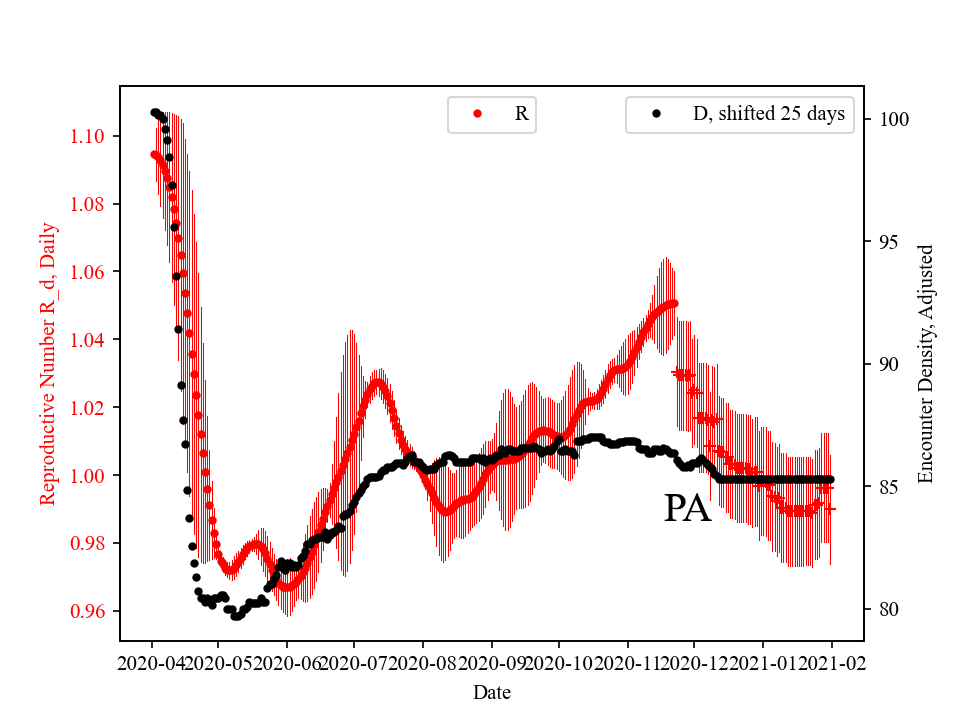 R
D, shifted 25 days
1.10
1.08
1.06
1.04
1.02
1.00
0.98
0.96
Reproductive Number R_d, Daily
100
95
90
85
80
Encounter Density, Adjusted
PA
2020-04 2020-05 2020-06 2020-07 2020-08 2020-09 2020-10 2020-11 2020-12 2021-01 2021-02
Date